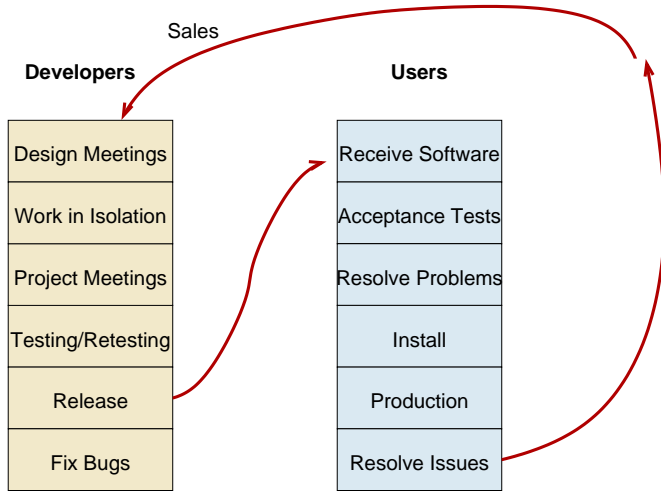 Sales
Developers
Users
Design Meetings
Work in Isolation
Project Meetings
Testing/Retesting
Release
Fix Bugs
Receive Software
Acceptance Tests
Resolve Problems
Install
Production
Resolve Issues